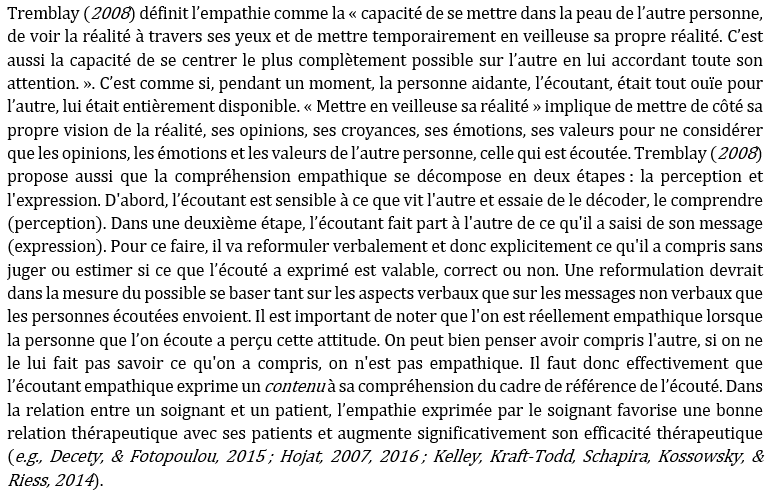 Tremblay (2008) définit l’empathie comme la « capacité de se mettre dans la peau de l’autre personne,
de voir la réalité à travers ses yeux et de mettre temporairement en veilleuse sa propre réalité. C’est
aussi la capacité de se centrer le plus complètement possible sur l’autre en lui accordant toute son
attention. ». C’est comme si, pendant un moment, la personne aidante, l’écoutant, était tout ouïe pour
l’autre, lui était entièrement disponible. « Mettre en veilleuse sa réalité » implique de mettre de côté sa
propre vision de la réalité, ses opinions, ses croyances, ses émotions, ses valeurs pour ne considérer
que les opinions, les émotions et les valeurs de l’autre personne, celle qui est écoutée. Tremblay (2008)
propose aussi que la compréhension empathique se décompose en deux étapes : la perception et
l'expression. D'abord, l’écoutant est sensible à ce que vit l'autre et essaie de le décoder, le comprendre
(perception). Dans une deuxième étape, l’écoutant fait part à l'autre de ce qu'il a saisi de son message
(expression). Pour ce faire, il va reformuler verbalement et donc explicitement ce qu'il a compris sans
juger ou estimer si ce que l’écouté a exprimé est valable, correct ou non. Une reformulation devrait
dans la mesure du possible se baser tant sur les aspects verbaux que sur les messages non verbaux que
les personnes écoutées envoient. Il est important de noter que l'on est réellement empathique lorsque
la personne que l’on écoute a perçu cette attitude. On peut bien penser avoir compris l'autre, si on ne
le lui fait pas savoir ce qu'on a compris, on n'est pas empathique. Il faut donc effectivement que
l’écoutant empathique exprime un contenu à sa compréhension du cadre de référence de l’écouté. Dans
la relation entre un soignant et un patient, l’empathie exprimée par le soignant favorise une bonne
relation thérapeutique avec ses patients et augmente significativement son efficacité thérapeutique
(e.g., Decety, & Fotopoulou, 2015 ; Hojat, 2007, 2016 ; Kelley, Kraft-Todd, Schapira, Kossowsky, &
Riess, 2014).